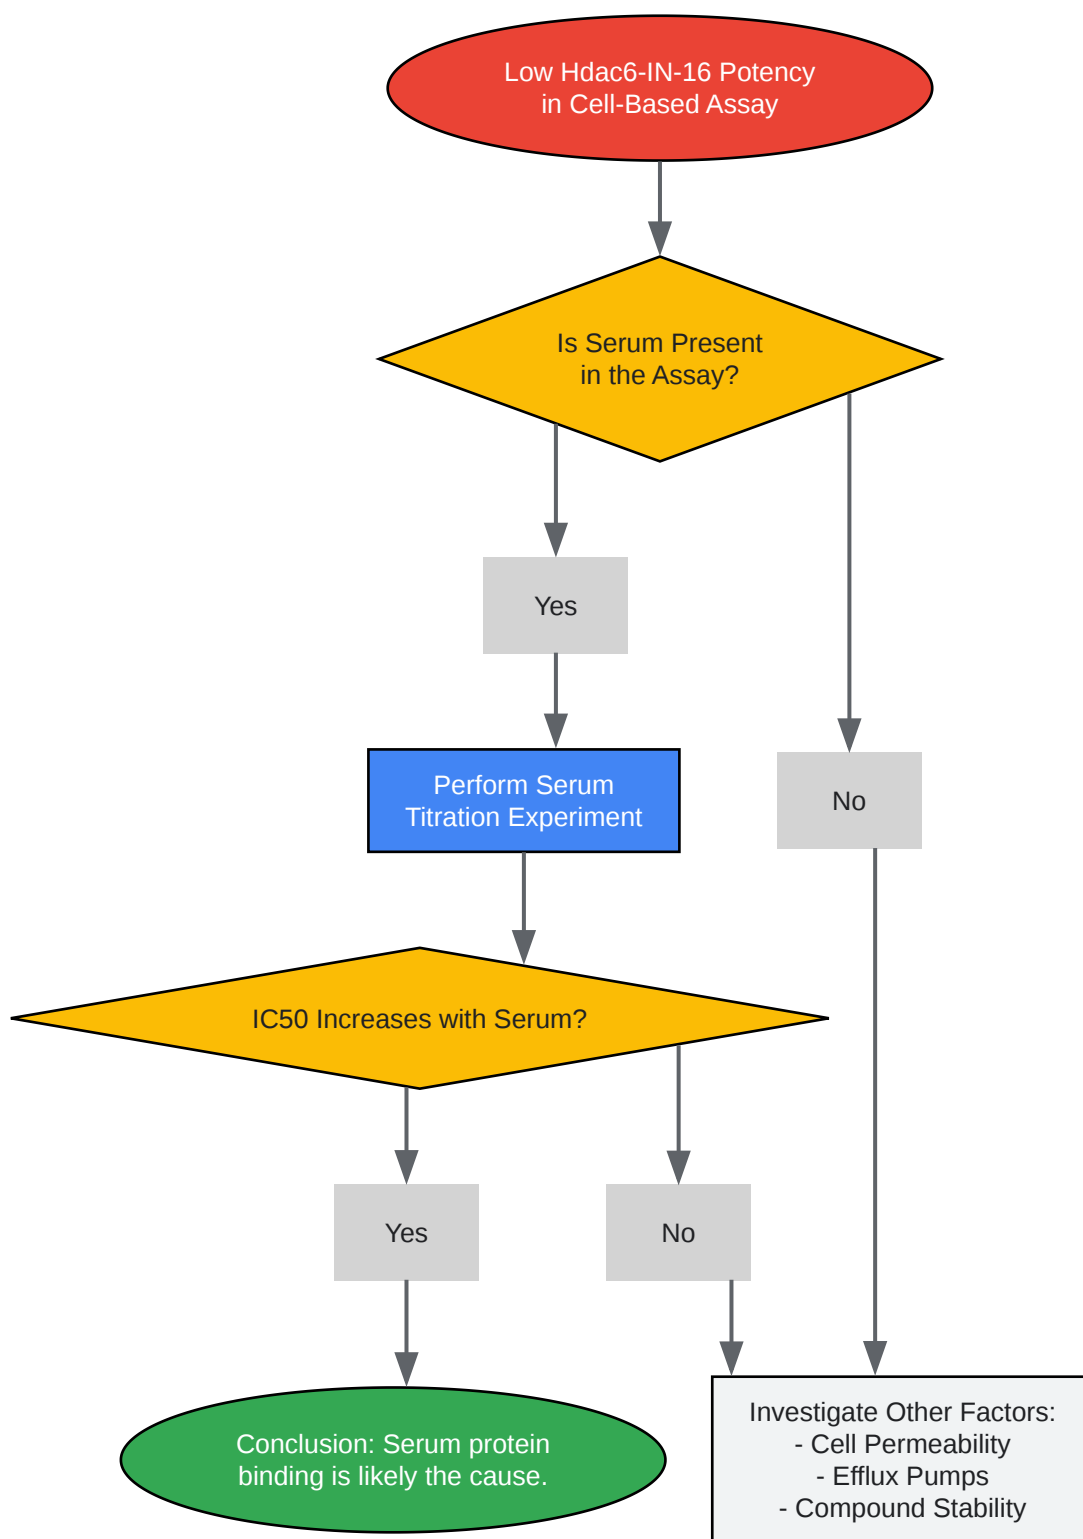 Low Hdac6-IN-16 Potency
in Cell-Based Assay
Is Serum Present
in the Assay?
Yes
Perform Serum
Titration Experiment
No
IC50 Increases with Serum?
Yes
No
Conclusion: Serum protein
binding is likely the cause.
Investigate Other Factors:
- Cell Permeability
- Efflux Pumps
- Compound Stability